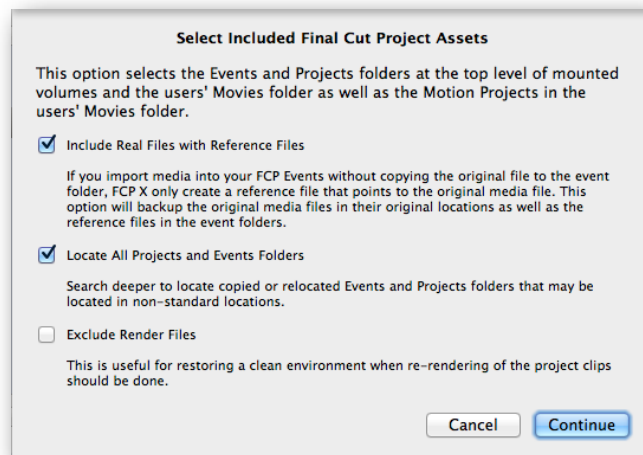 Select Included Final Cut Project Assets
This option selects the Events and Projects folders at the top level of mounted
volumes and the users' Movies folder as well as the Motion Projects in the
users' Movies folder.
Include Real Files with Reference Files
If you import media into your FCP Events without copying the original file to the event
folder, FCP X only create a reference file that points to the original media file. This
option will backup the original media files in their original locations as well as the
reference files in the event folders.
Locate All Projects and Events Folders
Search deeper to locate copied or relocated Events and Projects folders that may be
located in non-standard locations.
Exclude Render Files
This is useful for restoring a clean environment when re-rendering of the project clips
should be done.
Cancel Continue